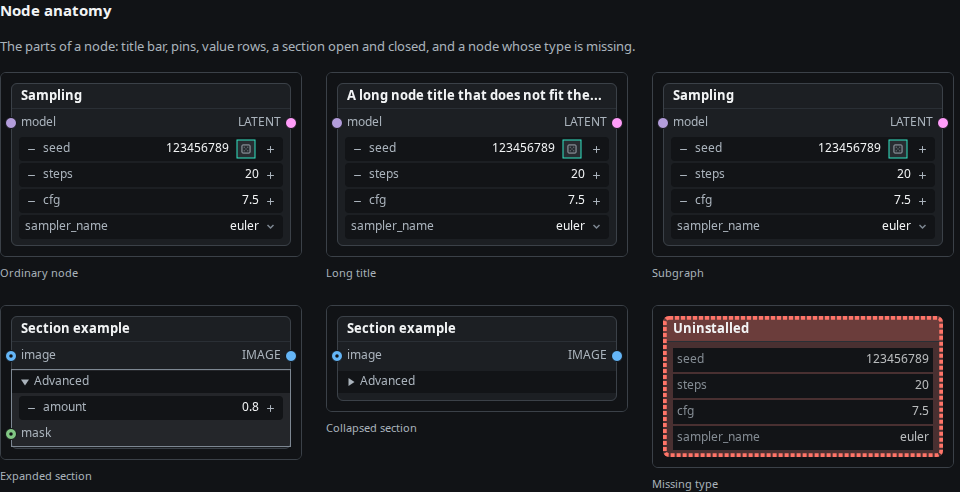 Node anatomy
The parts of a node: title bar, pins, value rows, a section open and closed, and a node whose type is missing.
Sampling
model LATENT
− seed 123456789 +
− steps 20 +
− cfg 7.5 +
sampler_name euler
Ordinary node
A long node title that does not fit the...
model LATENT
− seed 123456789 +
− steps 20 +
− cfg 7.5 +
sampler_name euler
Long title
Sampling
model LATENT
− seed 123456789 +
− steps 20 +
− cfg 7.5 +
sampler_name euler
Subgraph
Section example
image IMAGE
Advanced
− amount 0.8 +
mask
Expanded section
Section example
image IMAGE
Advanced
Collapsed section
Uninstalled
seed 123456789
steps 20
cfg 7.5
sampler_name euler
Missing type